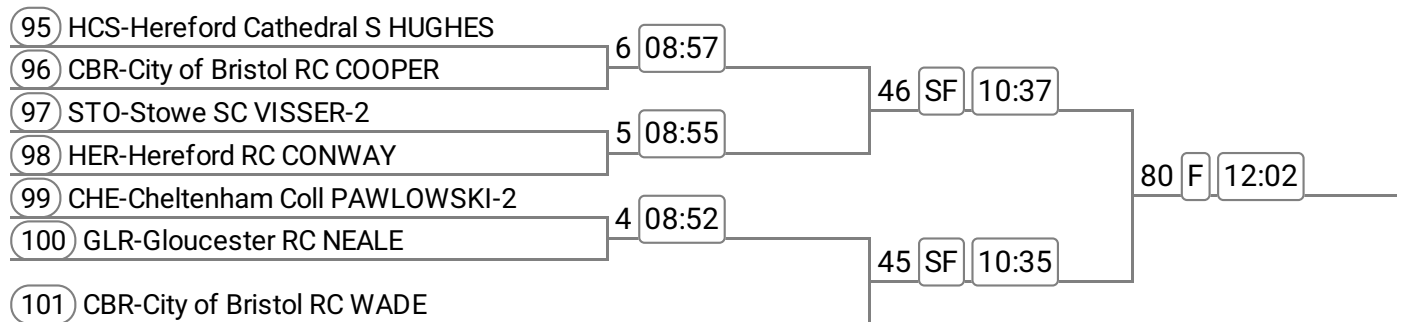 95 HCS-Hereford Cathedral S HUGHES
6 08:57
96 CBR-City of Bristol RC COOPER
46 SF 10:37
97 STO-Stowe SC VISSER-2
5 08:55
98 HER-Hereford RC CONWAY
80 F 12:02
99 CHE-Cheltenham Coll PAWLOWSKI-2
4 08:52
100 GLR-Gloucester RC NEALE
45 SF 10:35
101 CBR-City of Bristol RC WADE